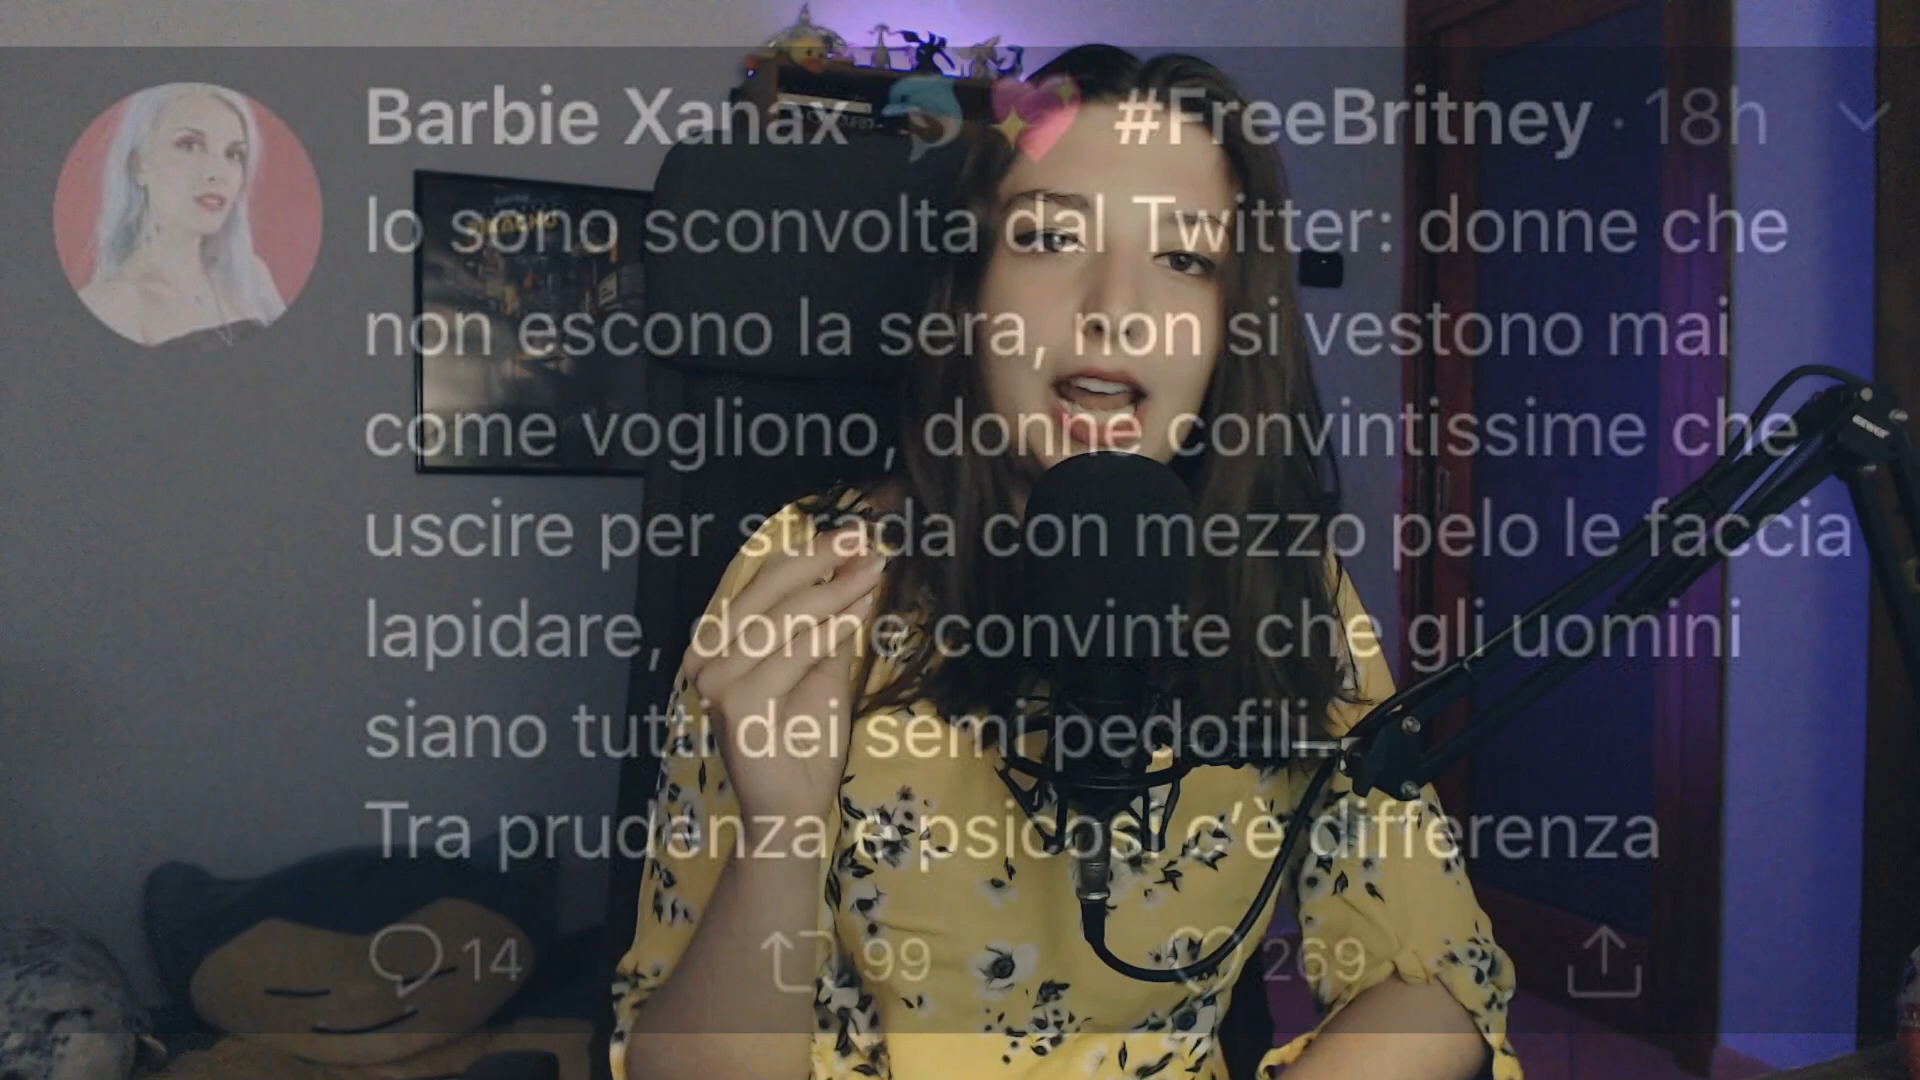 Barbie Xanax 🐬 💖 #FreeBritney · 18h
Io sono sconvolta dal Twitter: donne che
non escono la sera, non si vestono mai
come vogliono, donne convintissime che
uscire per strada con mezzo pelo le faccia
lapidare, donne convinte che gli uomini
siano tutti dei semi pedofili..
Tra prudenza e psicosi c'è differenza
14 99 269